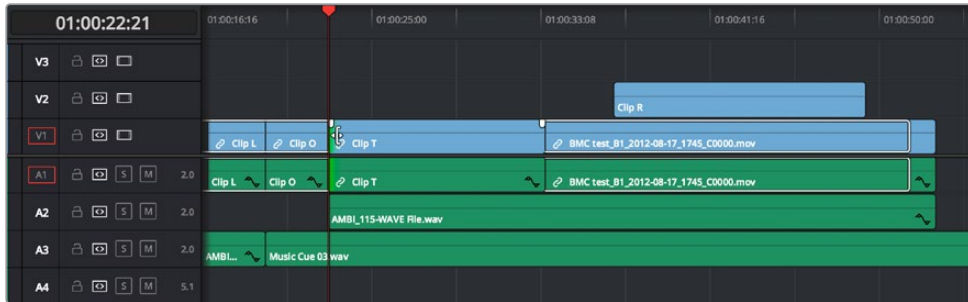 01:00:22:21
01:00:16:16 01:00:25:00 01:00:33:08 01:00:41:16 01:00:50:00
V3
V2 Clip R
V1 Clip L Clip O Clip T BMC test_B1_2012-08-17_1745_C0000.mov
A1 S M 2.0 Clip L Clip O Clip T BMC test_B1_2012-08-17_1745_C0000.mov
A2 S M 2.0 AMBI_115-WAVE File.wav
A3 S M 2.0 AMBI... Music Cue 03.wav
A4 S M 5.1